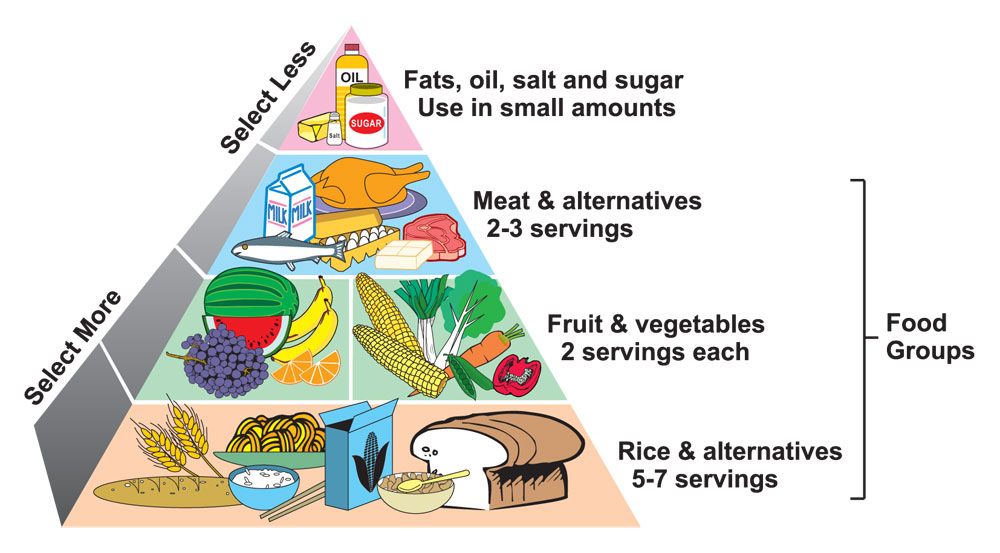 Select Less
Select More
OIL
SUGAR
Salt
Fats, oil, salt and sugar
Use in small amounts
MILK MILK
Meat & alternatives
2-3 servings
Fruit & vegetables
2 servings each
Rice & alternatives
5-7 servings
Food
Groups